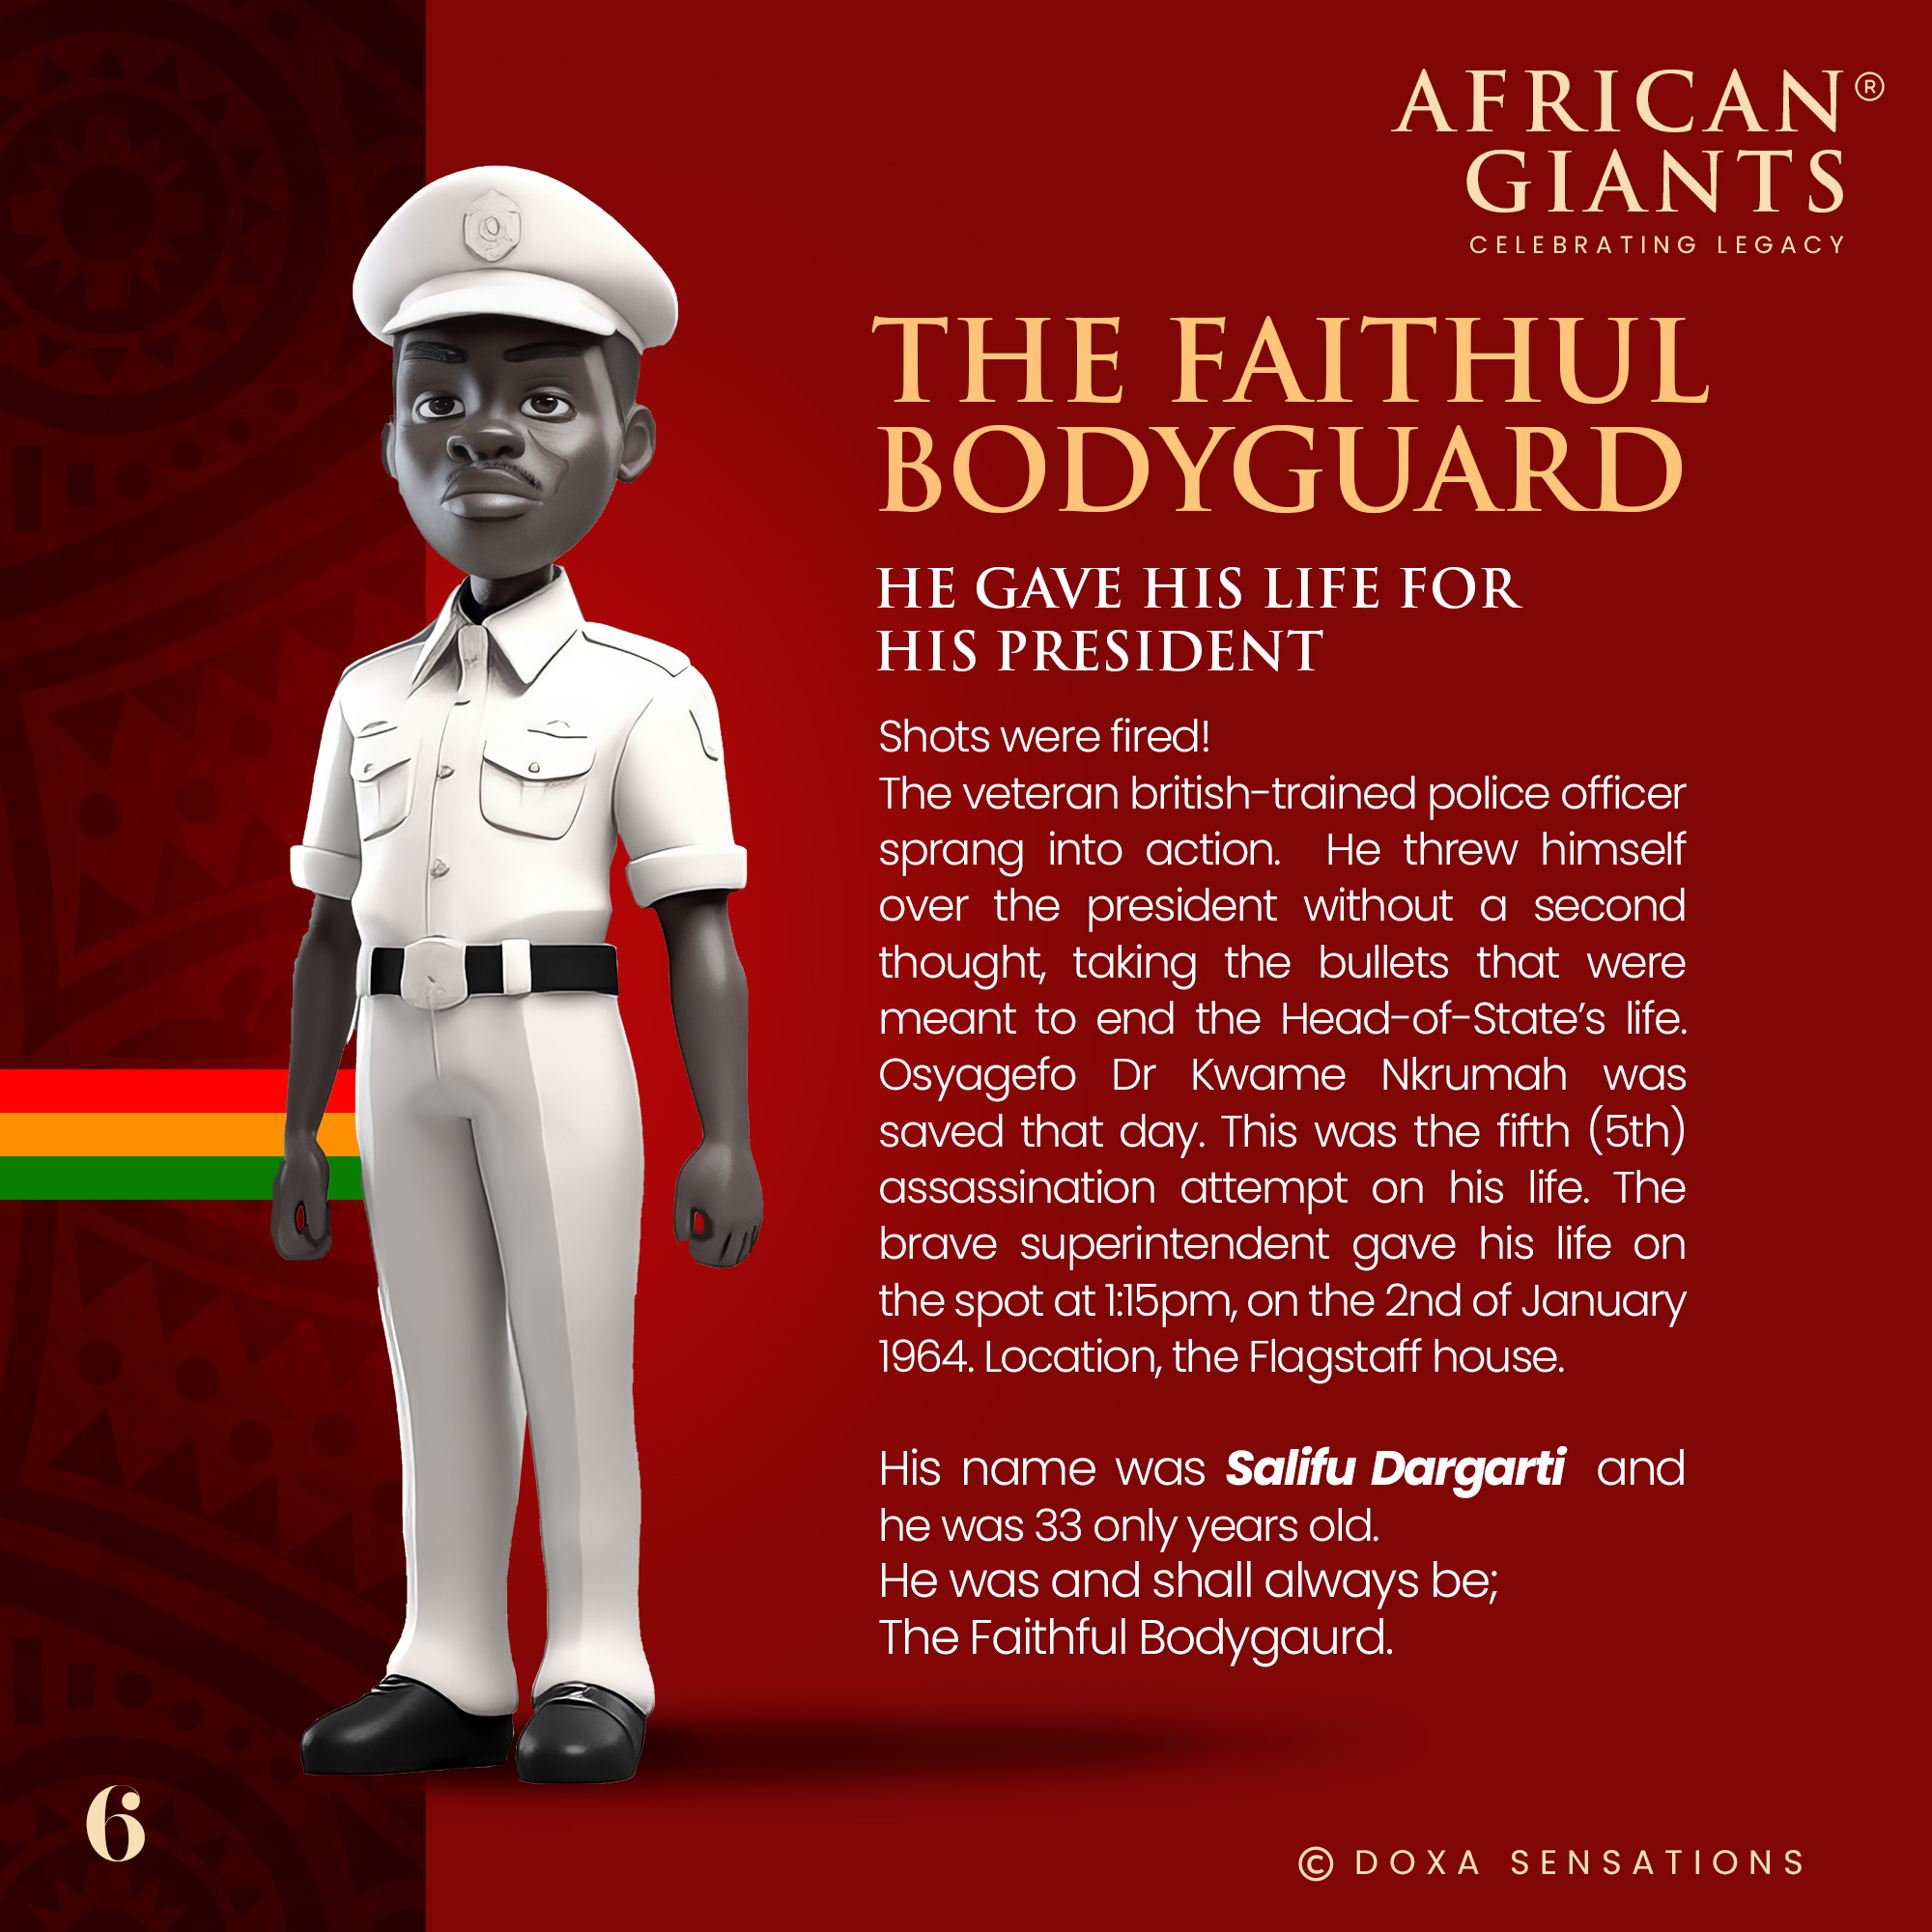 AFRICAN®
GIANTS
CELEBRATING LEGACY
THE FAITHUL
BODYGUARD
HE GAVE HIS LIFE FOR
HIS PRESIDENT
Shots were fired!
The veteran british-trained police officer
sprang into action. He threw himself
over the president without a second
thought, taking the bullets that were
meant to end the Head-of-State’s life.
Osyagefo Dr Kwame Nkrumah was
saved that day. This was the fifth (5th)
assassination attempt on his life. The
brave superintendent gave his life on
the spot at 1:15pm, on the 2nd of January
1964. Location, the Flagstaff house.
His name was Salifu Dargarti and
he was 33 only years old.
He was and shall always be;
The Faithful Bodygaurd.
6
© DOXA SENSATIONS